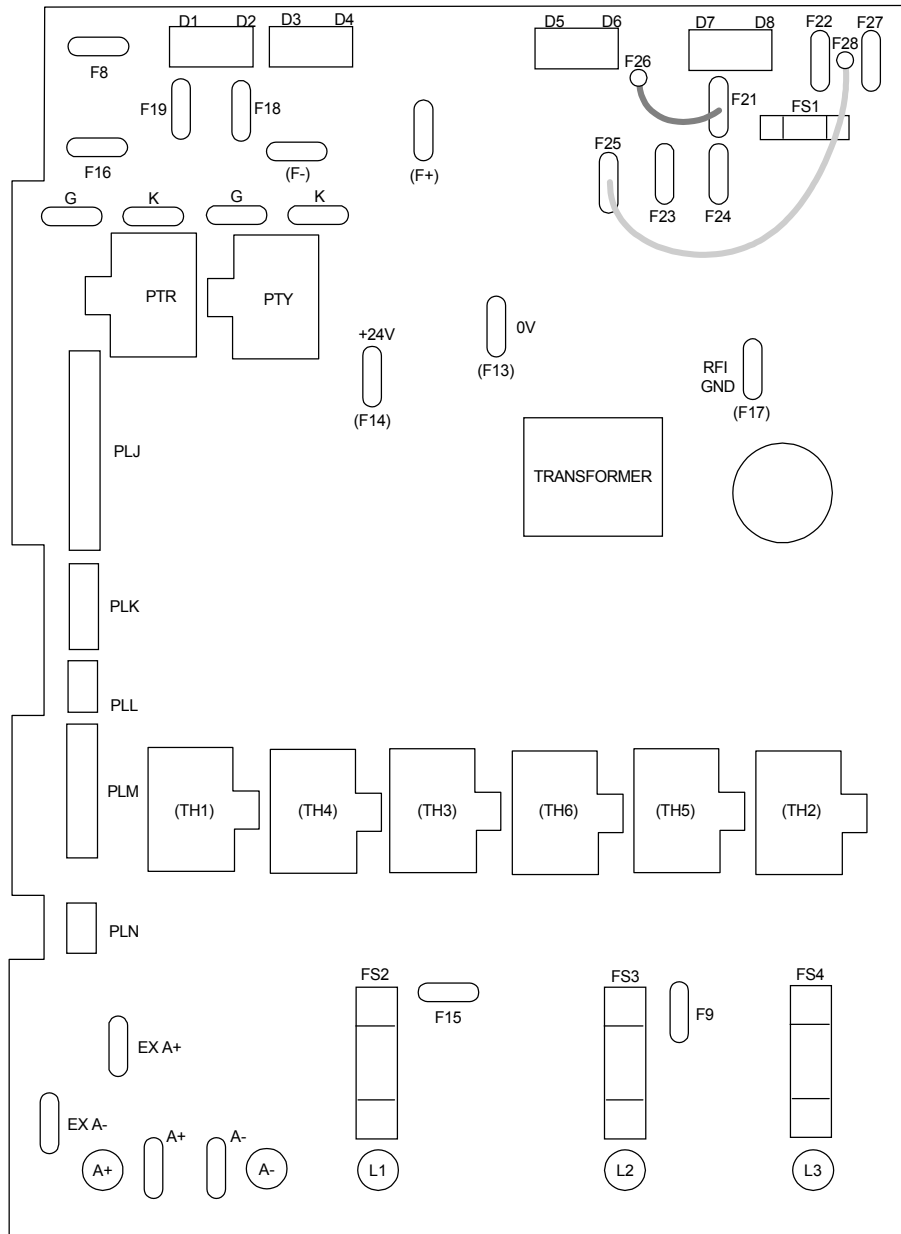 D1 D2 D3 D4 D5 D6 D7 D8 F22 F27
F8 F26 F28
F19 F18 F21 FS1
F16 (F-) (F+) F25 F23 F24
G K G K
PTR PTY
+24V 0V
(F14) (F13) RFI
GND
(F17)
PLJ TRANSFORMER
PLK
PLL
PLM (TH1) (TH4) (TH3) (TH6) (TH5) (TH2)
PLN
FS2 FS3 FS4
F15 F9
EX A+
EX A-
A+ A-
A+ A- L1 L2 L3